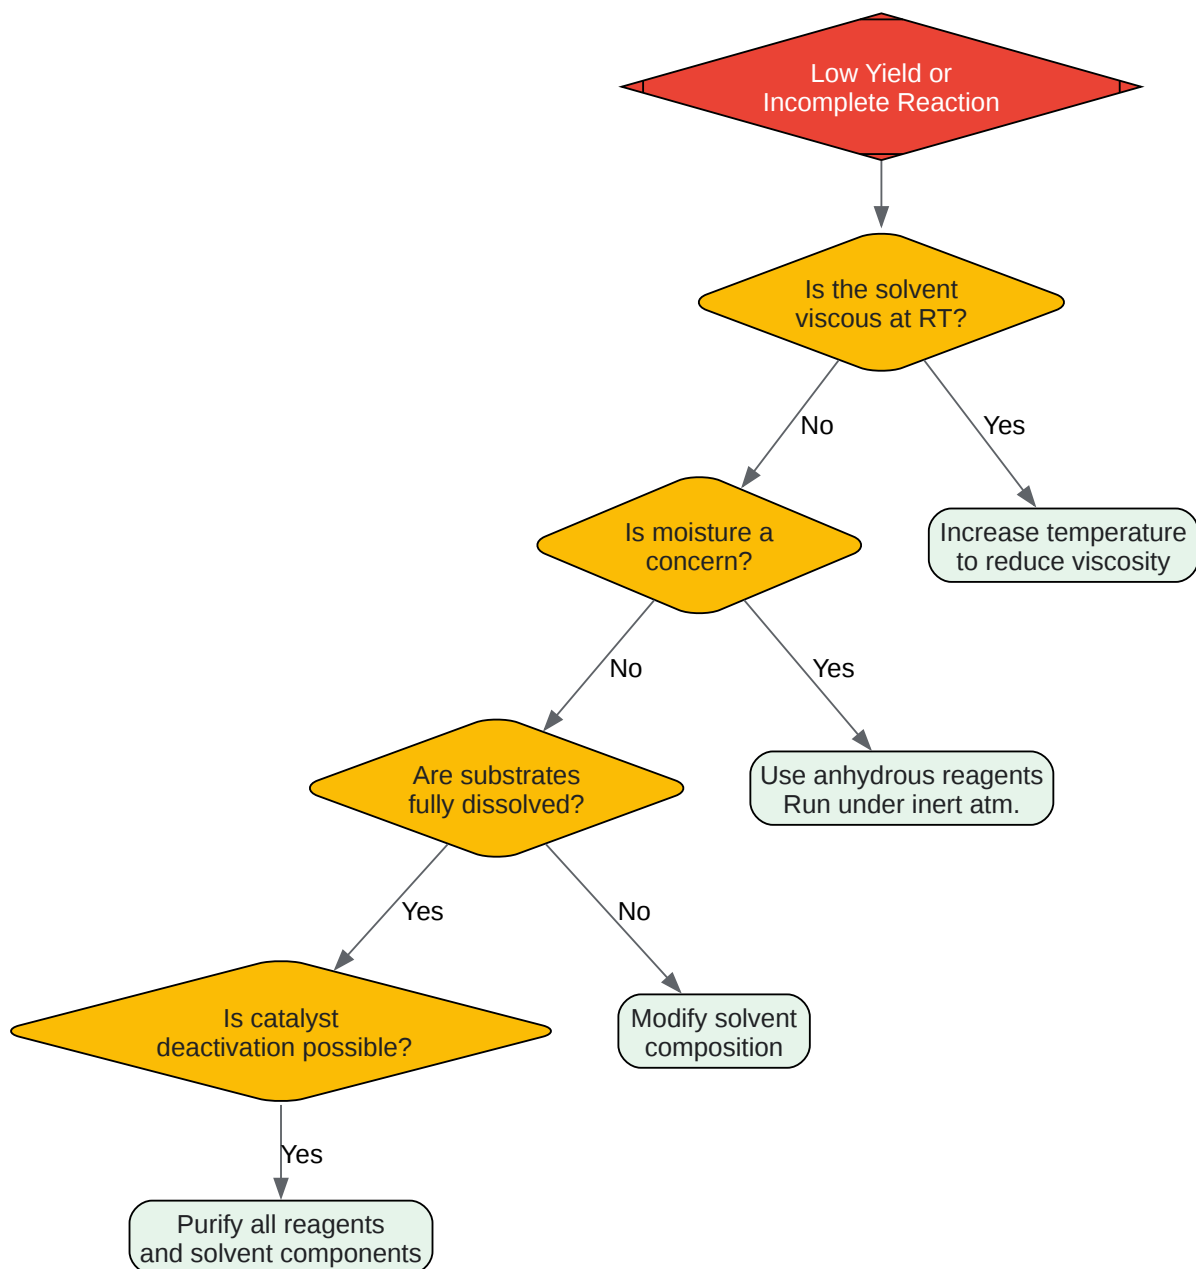 Low Yield or
Incomplete Reaction
Is the solvent
viscous at RT?
No
Yes
Is moisture a
concern?
Increase temperature
to reduce viscosity
No
Yes
Are substrates
fully dissolved?
Use anhydrous reagents
Run under inert atm.
Yes
No
Is catalyst
deactivation possible?
Modify solvent
composition
Yes
Purify all reagents
and solvent components